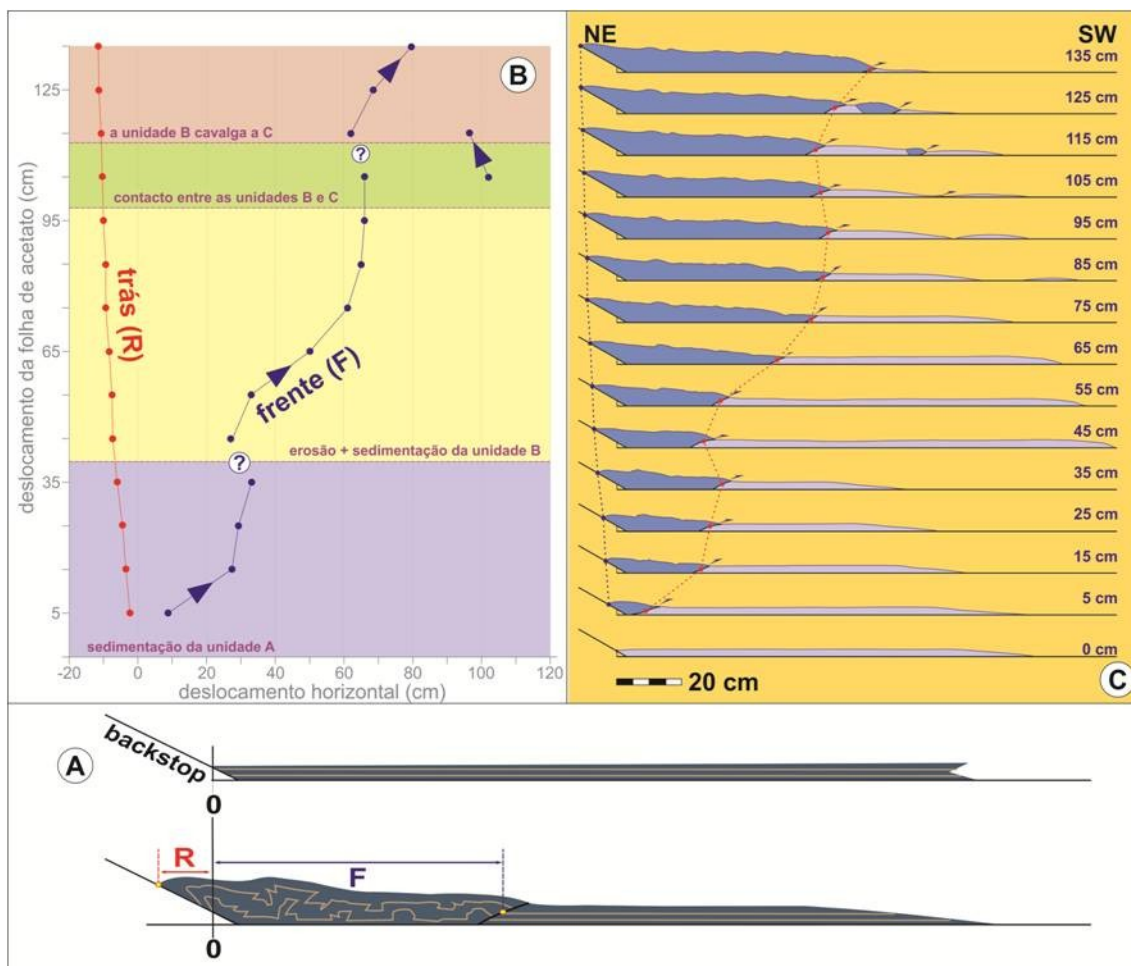 B
125
95
65
35
5
deslocamento da folha de acetato (cm)
a unidade B cavalga a C
?
contacto entre as unidades B e C
trás (R)
frente (F)
erosão + sedimentação da unidade B
?
sedimentação da unidade A
-20 0 20 40 60 80 100 120
deslocamento horizontal (cm)
NE SW
135 cm
125 cm
115 cm
105 cm
95 cm
85 cm
75 cm
65 cm
55 cm
45 cm
35 cm
25 cm
15 cm
5 cm
0 cm
20 cm
C
A
backstop
0
R
F
0